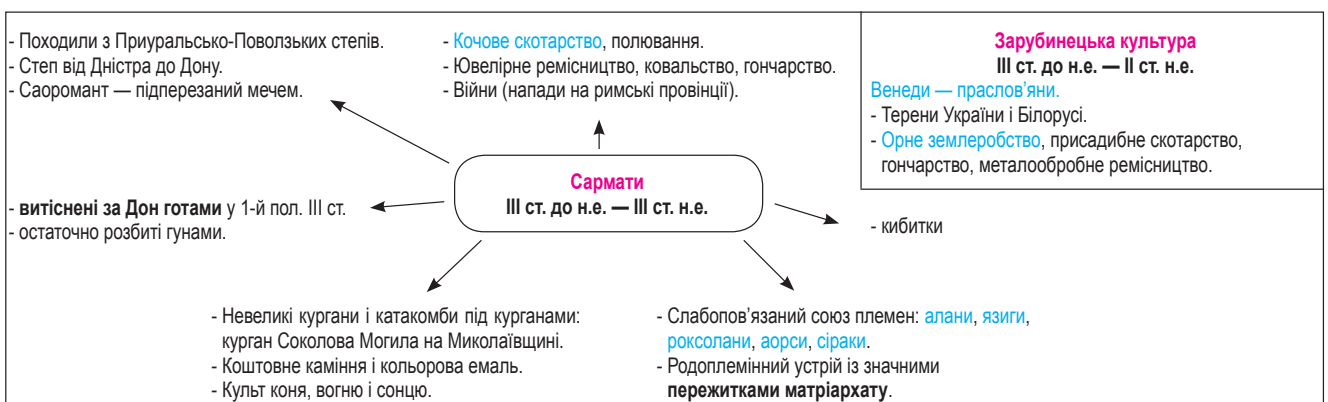 - Походили з Приуральсько-Поволзьких степів.
- Степ від Дністра до Дону.
- Саоромант — підперезаний мечем.
- Кочове скотарство, полювання.
- Ювелірне ремісництво, ковальство, гончарство.
- Війни (напади на римські провінції).
Зарубинецька культура
III ст. до н.е. — II ст. н.е.
Венеди — праслов’яни.
- Терени України і Білорусі.
- Орне землеробство, присадибне скотарство,
гончарство, металообробне ремісництво.
Сармати
III ст. до н.е. — III ст. н.е.
- витіснені за Дон готами у 1-й пол. III ст.
- остаточно розбиті гунами.
- кибитки
- Невеликі кургани і катакомби під курганами:
курган Соколова Могила на Миколаївщині.
- Коштовне каміння і кольорова емаль.
- Культ коня, вогню і сонцю.
- Слабопов’язаний союз племен: алани, язиги,
роксолани, аорси, сіраки.
- Родоплемінний устрій із значними
пережитками матріархату.